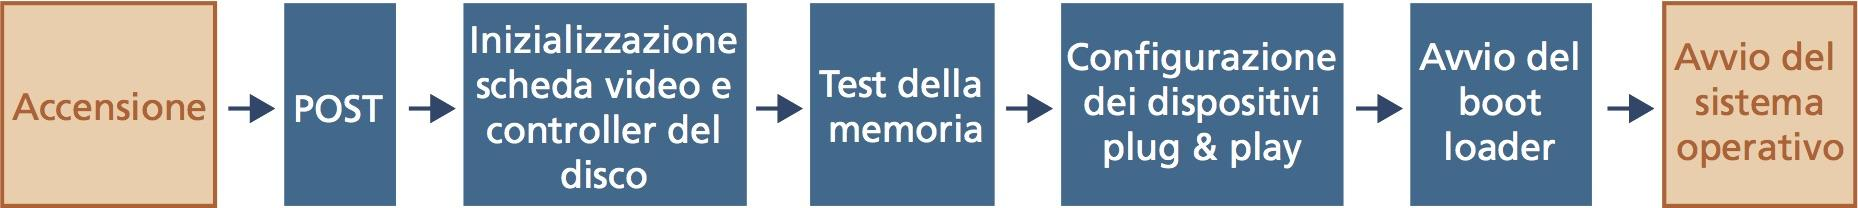 Accensione
POST
Inizializzazione
scheda video e
controller del
disco
Test della
memoria
Configurazione
dei dispositivi
plug & play
Avvio del
boot
loader
Avvio del
sistema
operativo